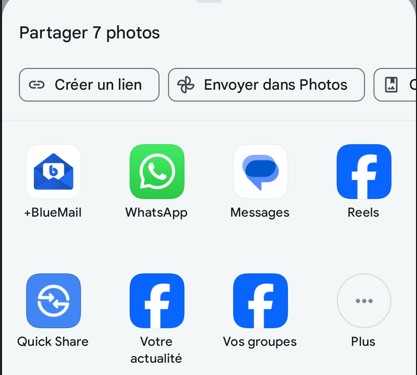 Partager 7 photos
Créer un lien
Envoyer dans Photos
+BlueMail
WhatsApp
Messages
Reels
Quick Share
Votre
actualité
Vos groupes
Plus